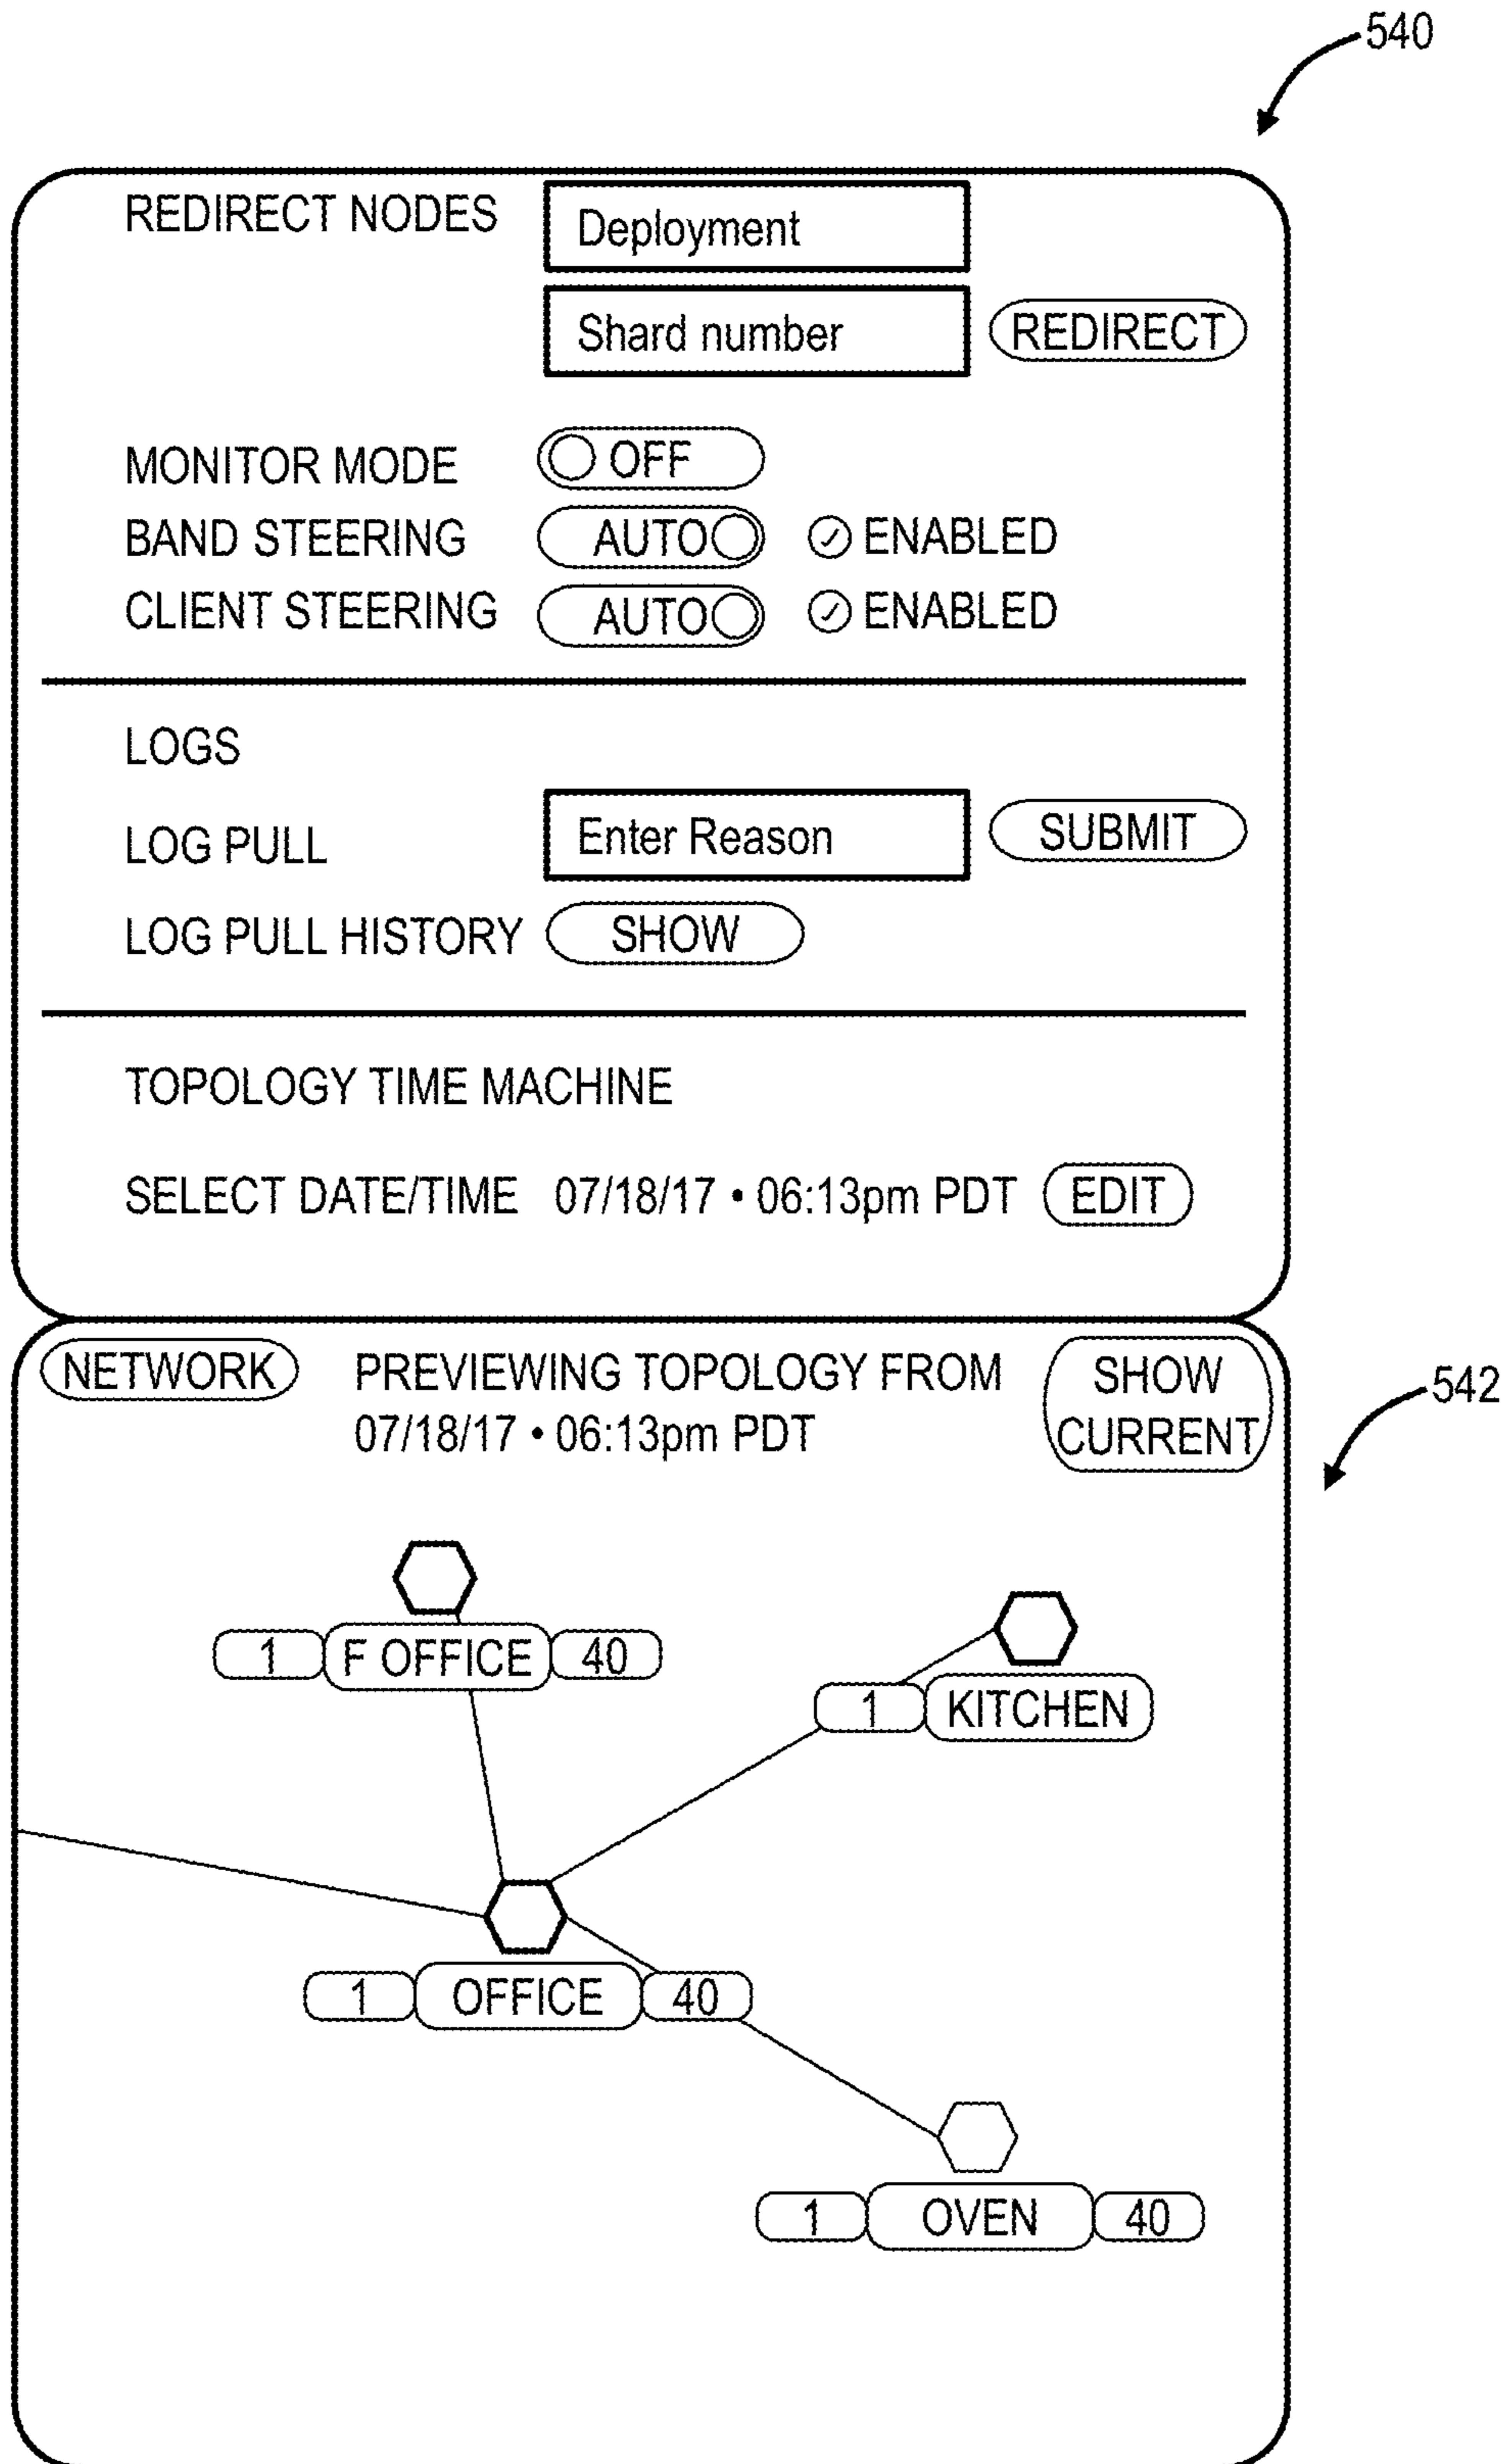 540
REDIRECT NODES Deployment
Shard number REDIRECT
MONITOR MODE OFF
BAND STEERING AUTO ENABLED
CLIENT STEERING AUTO ENABLED
LOGS
LOG PULL Enter Reason SUBMIT
LOG PULL HISTORY SHOW
TOPOLOGY TIME MACHINE
SELECT DATE/TIME 07/18/17 • 06:13pm PDT EDIT
NETWORK PREVIEWING TOPOLOGY FROM SHOW
07/18/17 • 06:13pm PDT CURRENT
542
1 F OFFICE 40
1 KITCHEN
1 OFFICE 40
1 OVEN 40